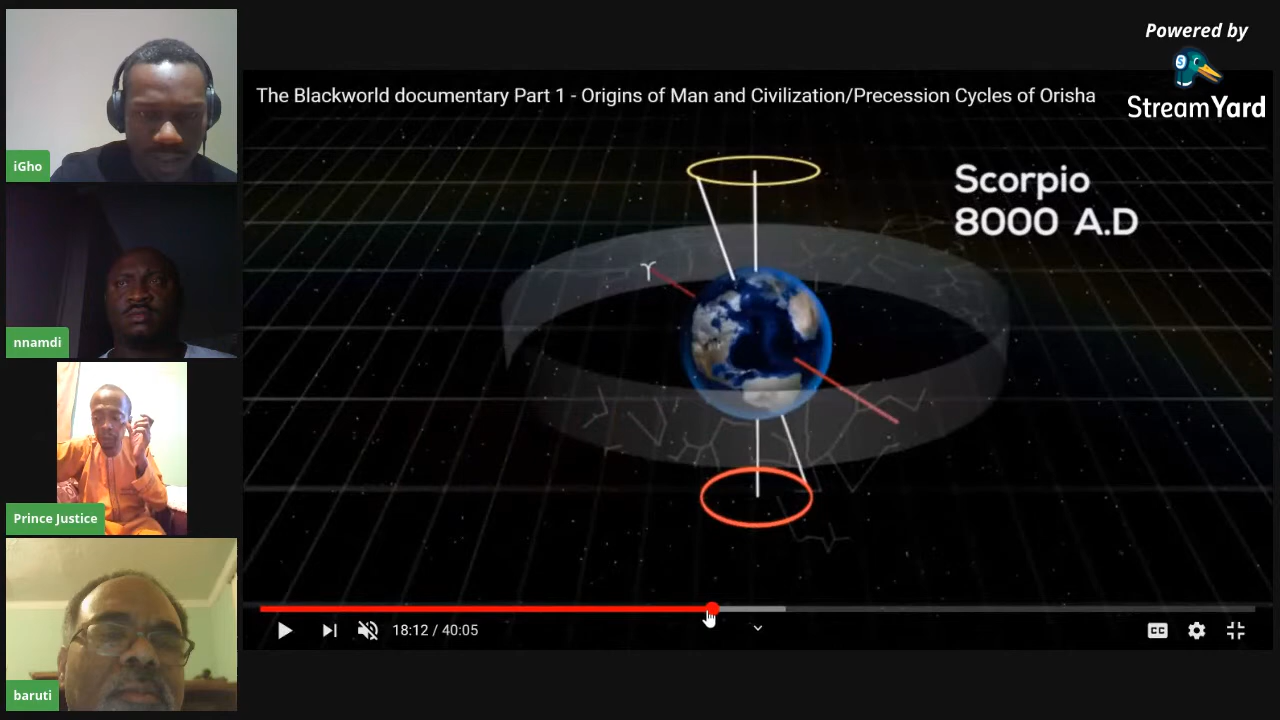 Powered by
StreamYard
The Blackworld documentary Part 1 - Origins of Man and Civilization/Precession Cycles of Orisha
Scorpio
8000 A.D
iGho
nnamdi
Prince Justice
baruti
18:12 / 40:05
CC